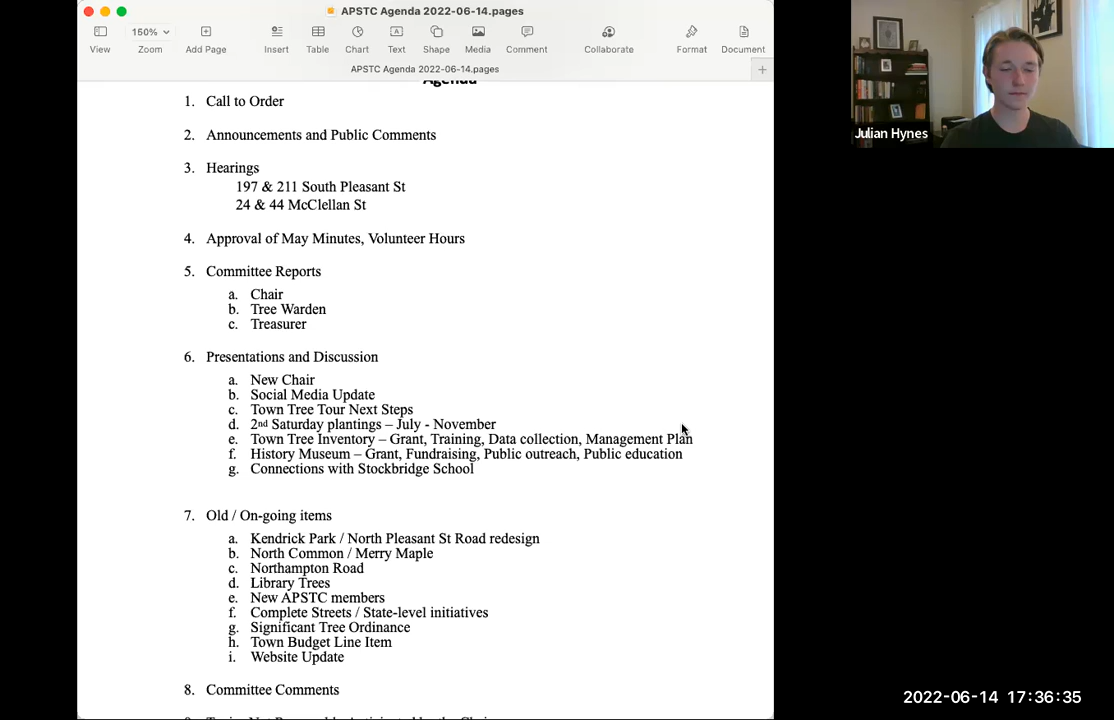 APSTC Agenda 2022-06-14.pages
150%
View Zoom Add Page Insert Table Chart Text Shape Media Comment Collaborate Format Document
APSTC Agenda 2022-06-14.pages
Agenda
1. Call to Order
2. Announcements and Public Comments
3. Hearings
197 & 211 South Pleasant St
24 & 44 McClellan St
4. Approval of May Minutes, Volunteer Hours
5. Committee Reports
a. Chair
b. Tree Warden
c. Treasurer
6. Presentations and Discussion
a. New Chair
b. Social Media Update
c. Town Tree Tour Next Steps
d. 2nd Saturday plantings – July - November
e. Town Tree Inventory – Grant, Training, Data collection, Management Plan
f. History Museum – Grant, Fundraising, Public outreach, Public education
g. Connections with Stockbridge School
7. Old / On-going items
a. Kendrick Park / North Pleasant St Road redesign
b. North Common / Merry Maple
c. Northampton Road
d. Library Trees
e. New APSTC members
f. Complete Streets / State-level initiatives
g. Significant Tree Ordinance
h. Town Budget Line Item
i. Website Update
8. Committee Comments
Julian Hynes
2022-06-14 17:36:35